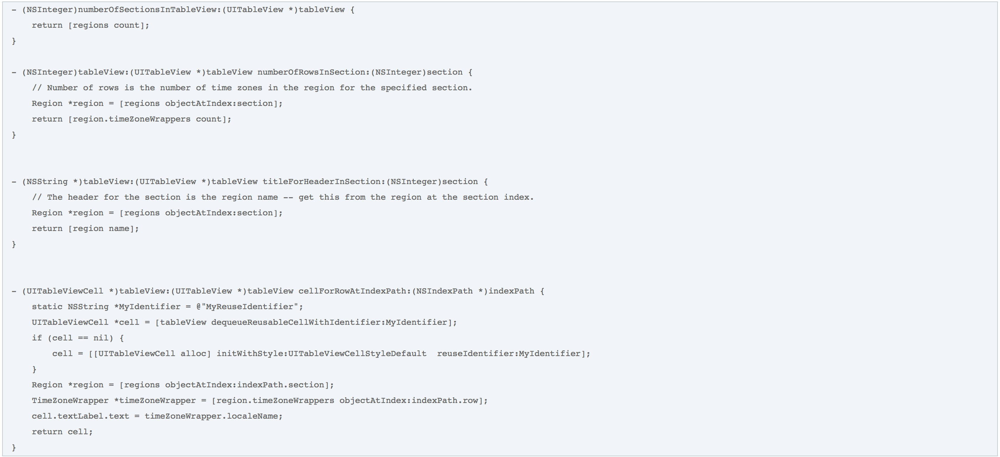 - (NSInteger)numberOfSectionsInTableView:(UITableView *)tableView {
    return [regions count];
}
- (NSInteger)tableView:(UITableView *)tableView numberOfRowsInSection:(NSInteger)section {
    // Number of rows is the number of time zones in the region for the specified section.
    Region *region = [regions objectAtIndex:section];
    return [region.timeZoneWrappers count];
}
- (NSString *)tableView:(UITableView *)tableView titleForHeaderInSection:(NSInteger)section {
    // The header for the section is the region name -- get this from the region at the section index.
    Region *region = [regions objectAtIndex:section];
    return [region name];
}
- (UITableViewCell *)tableView:(UITableView *)tableView cellForRowAtIndexPath:(NSIndexPath *)indexPath {
    static NSString *MyIdentifier = @"MyReuseIdentifier";
    UITableViewCell *cell = [tableView dequeueReusableCellWithIdentifier:MyIdentifier];
    if (cell == nil) {
        cell = [[UITableViewCell alloc] initWithStyle:UITableViewCellStyleDefault  reuseIdentifier:MyIdentifier];
    }
    Region *region = [regions objectAtIndex:indexPath.section];
    TimeZoneWrapper *timeZoneWrapper = [region.timeZoneWrappers objectAtIndex:indexPath.row];
    cell.textLabel.text = timeZoneWrapper.localeName;
    return cell;
}